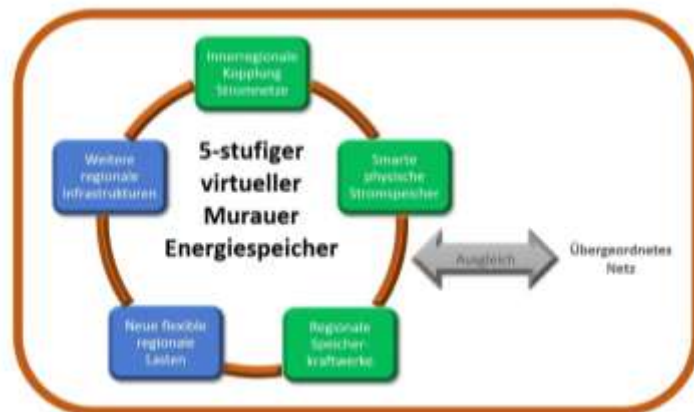 Innerregionale
Kopplung
Stromnetze
Weitere
regionale
Infrastrukturen
5-stufiger
virtueller
Murauer
Energiespeicher
Smarte
physische
Stromspeicher
Ausgleich
Übergeordnetes
Netz
Neue flexible
regionale
Lasten
Regionale
Speicher-
kraftwerke